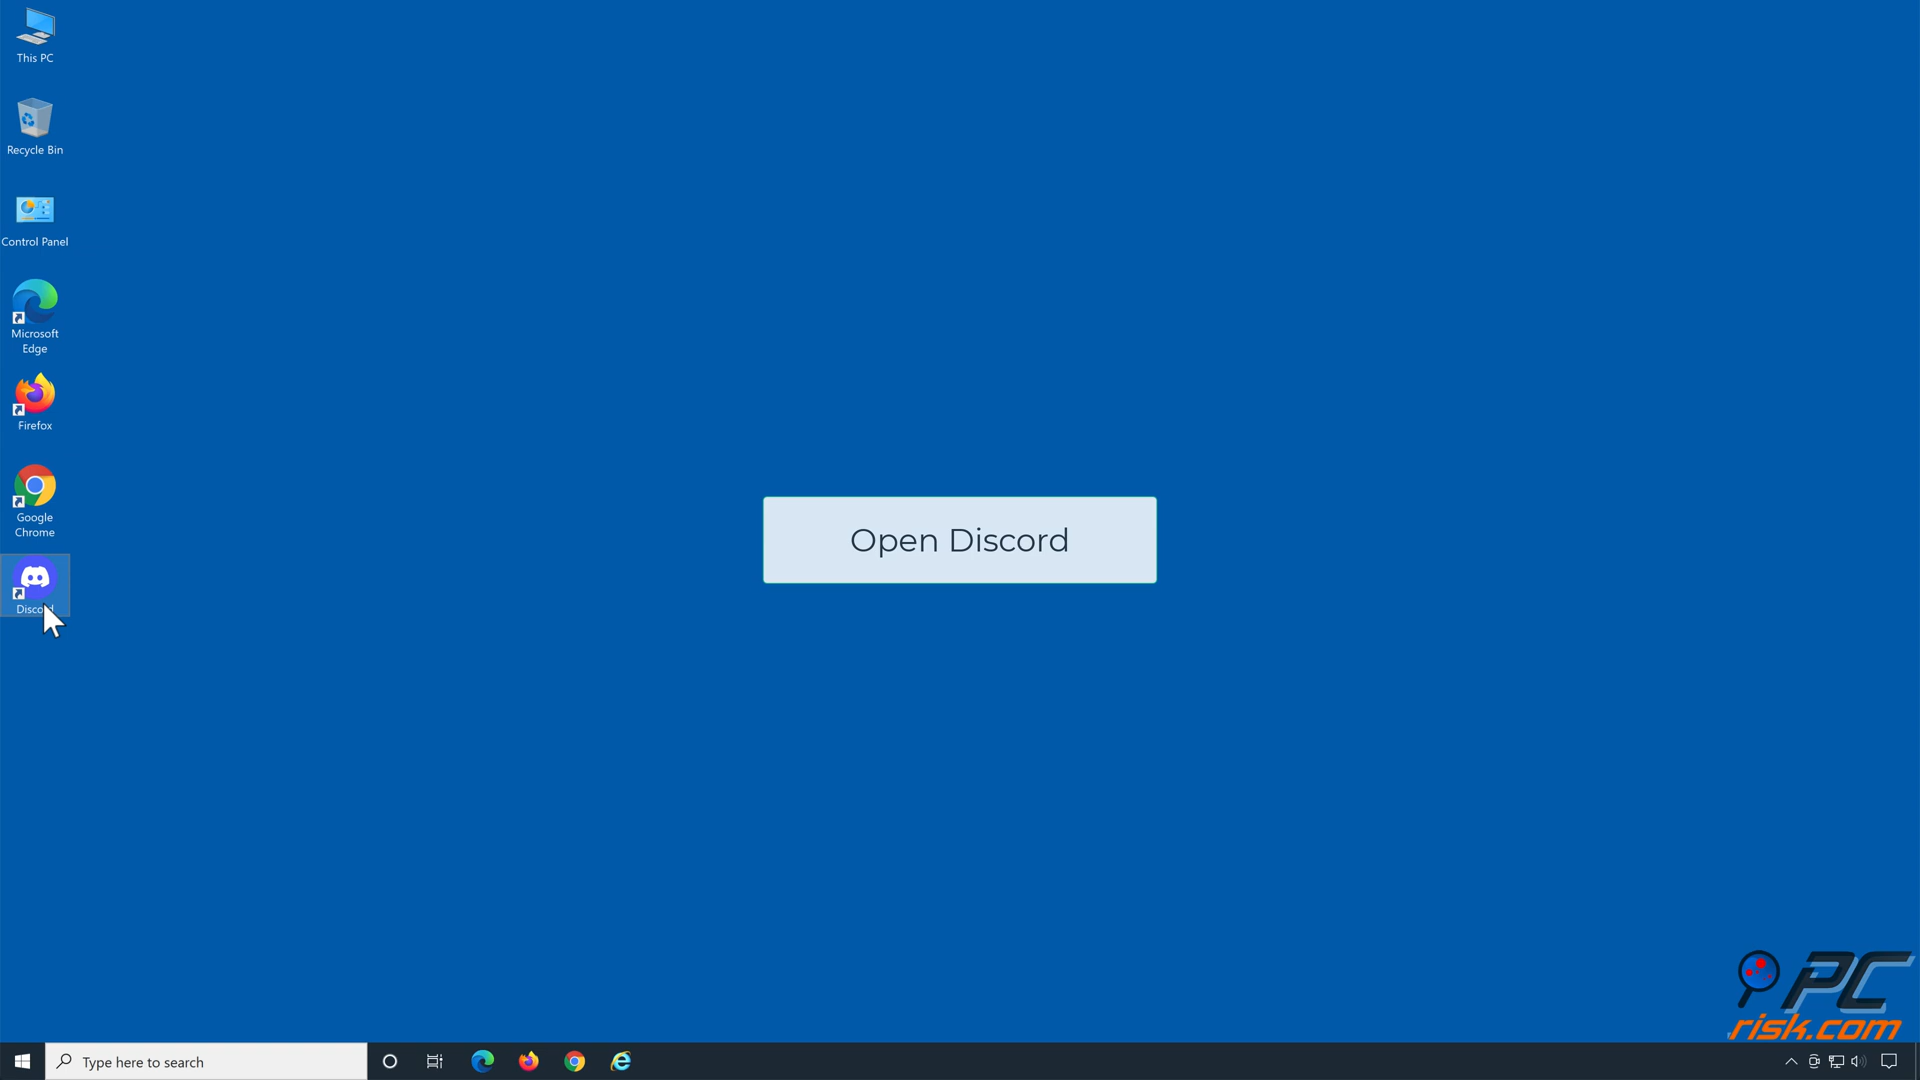 This PC
Recycle Bin
Control Panel
Microsoft
Edge
Firefox
Google
Chrome
Discord
Open Discord
PC
risk.com
Type here to search